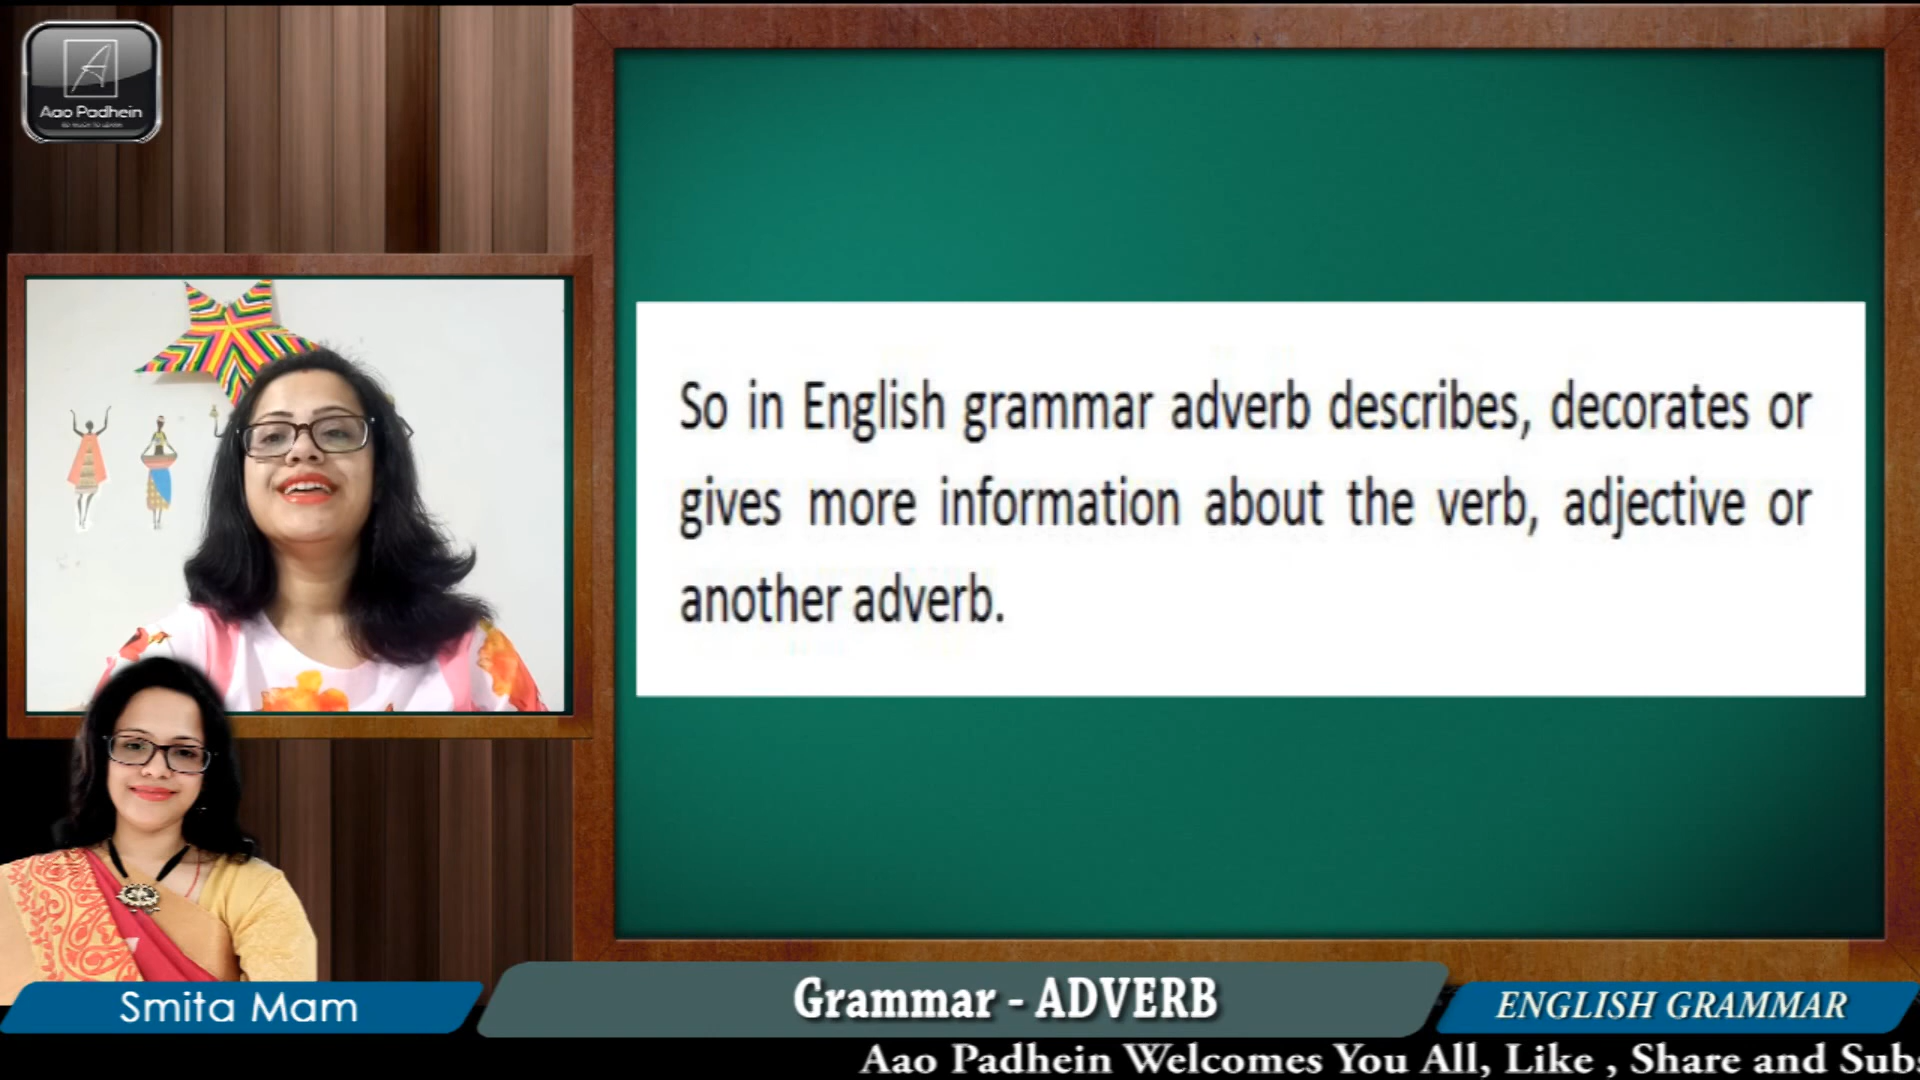 Aao Padhein
So in English grammar adverb describes, decorates or
gives more information about the verb, adjective or
another adverb.
Smita Mam
Grammar - ADVERB
ENGLISH GRAMMAR
Aao Padhein Welcomes You All, Like , Share and Subs